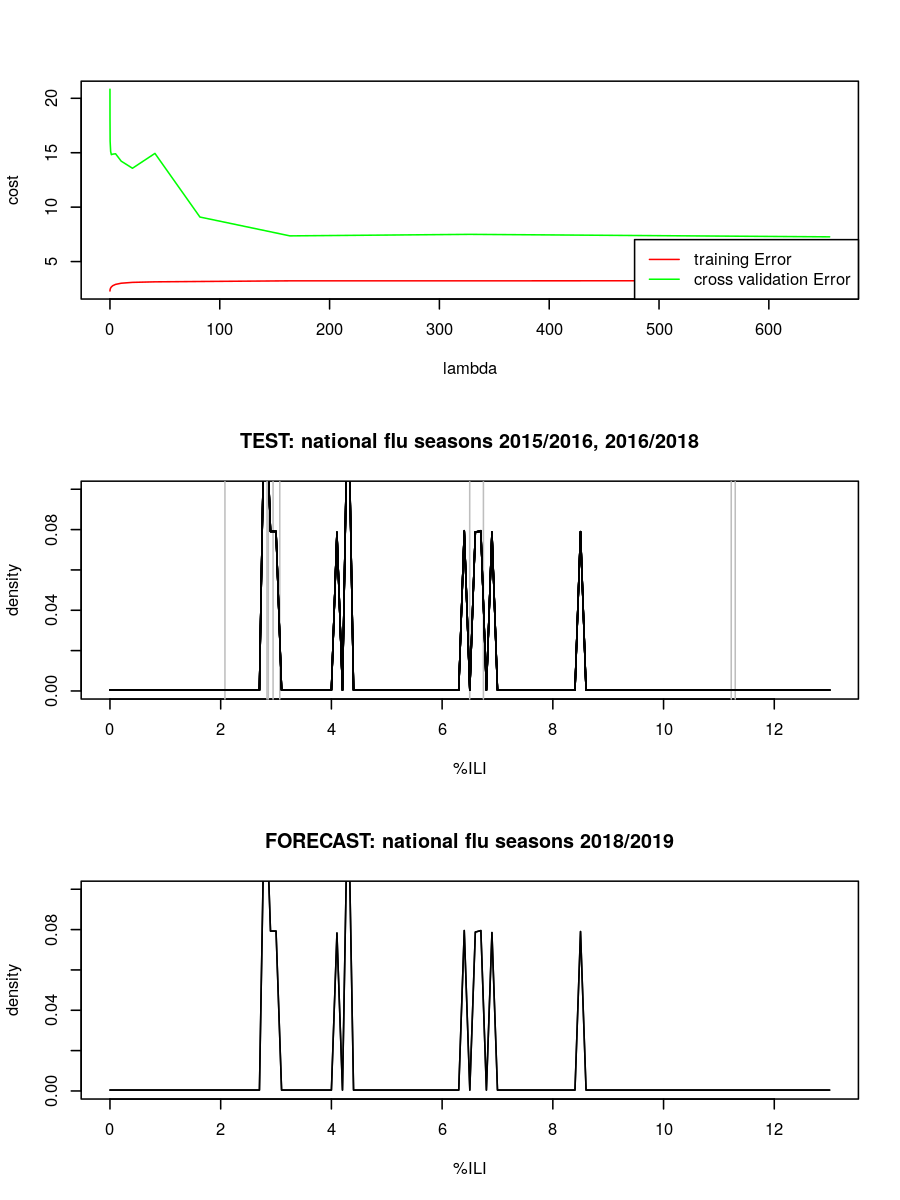 cost
20
15
10
5
training Error
cross validation Error
0 100 200 300 400 500 600
lambda
TEST: national flu seasons 2015/2016, 2016/2018
density
0.08
0.04
0.00
0 2 4 6 8 10 12
%ILI
FORECAST: national flu seasons 2018/2019
density
0.08
0.04
0.00
0 2 4 6 8 10 12
%ILI